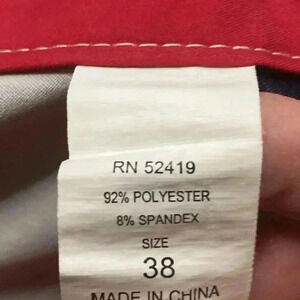 RN 52419
92% POLYESTER
8% SPANDEX
SIZE
38
MADE IN CHINA